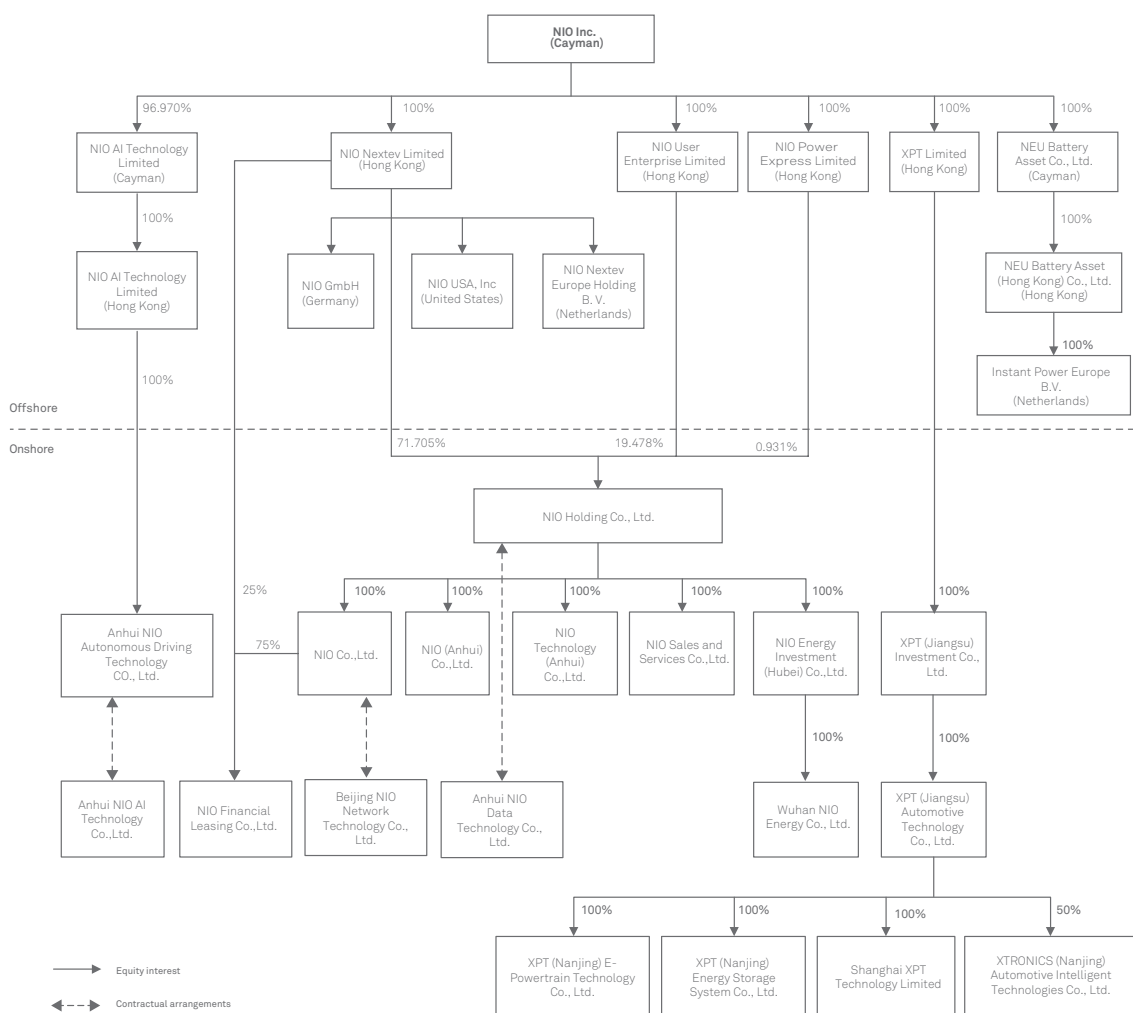 NIO Inc.
(Cayman)
96.970%
100%
100%
100%
100%
100%
NIO AI Technology
Limited
(Cayman)
NIO Nextev Limited
(Hong Kong)
NIO User
Enterprise Limited
(Hong Kong)
NIO Power
Express Limited
(Hong Kong)
XPT Limited
(Hong Kong)
NEU Battery
Asset Co., Ltd.
(Cayman)
100%
100%
NIO AI Technology
Limited
(Hong Kong)
NIO GmbH
(Germany)
NIO USA, Inc
(United States)
NIO Nextev
Europe Holding
B. V.
(Netherlands)
NEU Battery Asset
(Hong Kong) Co., Ltd.
(Hong Kong)
100%
100%
Instant Power Europe
B.V.
(Netherlands)
Offshore
Onshore
71.705%
19.478%
0.931%
NIO Holding Co., Ltd.
25%
100%
100%
100%
100%
100%
100%
75%
Anhui NIO
Autonomous Driving
Technology
CO., Ltd.
NIO Co.,Ltd.
NIO (Anhui)
Co.,Ltd.
NIO
Technology
(Anhui)
Co.,Ltd.
NIO Sales and
Services Co.,Ltd.
NIO Energy
Investment
(Hubei) Co.,Ltd.
XPT (Jiangsu)
Investment Co.,
Ltd.
100%
100%
Anhui NIO AI
Technology
Co.,Ltd.
NIO Financial
Leasing Co.,Ltd.
Beijing NIO
Network
Technology Co.,
Ltd.
Anhui NIO
Data
Technology Co.,
Ltd.
Wuhan NIO
Energy Co., Ltd.
XPT (Jiangsu)
Automotive
Technology
Co., Ltd.
100%
100%
100%
50%
XPT (Nanjing) E-
Powertrain Technology
Co., Ltd.
XPT (Nanjing)
Energy Storage
System Co., Ltd.
Shanghai XPT
Technology Limited
XTRONICS (Nanjing)
Automotive Intelligent
Technologies Co., Ltd.
Equity interest
Contractual arrangements